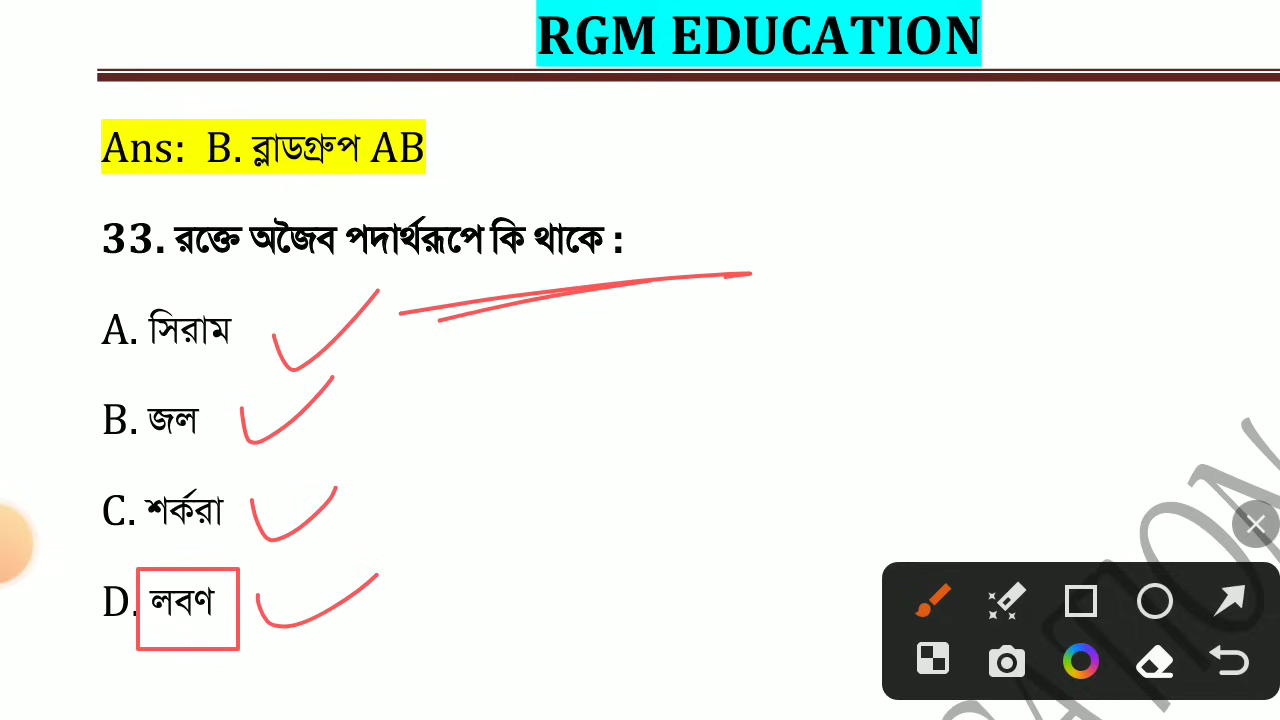 RGM EDUCATION
Ans: B. ব্লাডগ্রুপ AB
33. রক্তে অজৈব পদার্থরূপে কি থাকে :
A. সিরাম
B. জল
C. শর্করা
D. লবণ